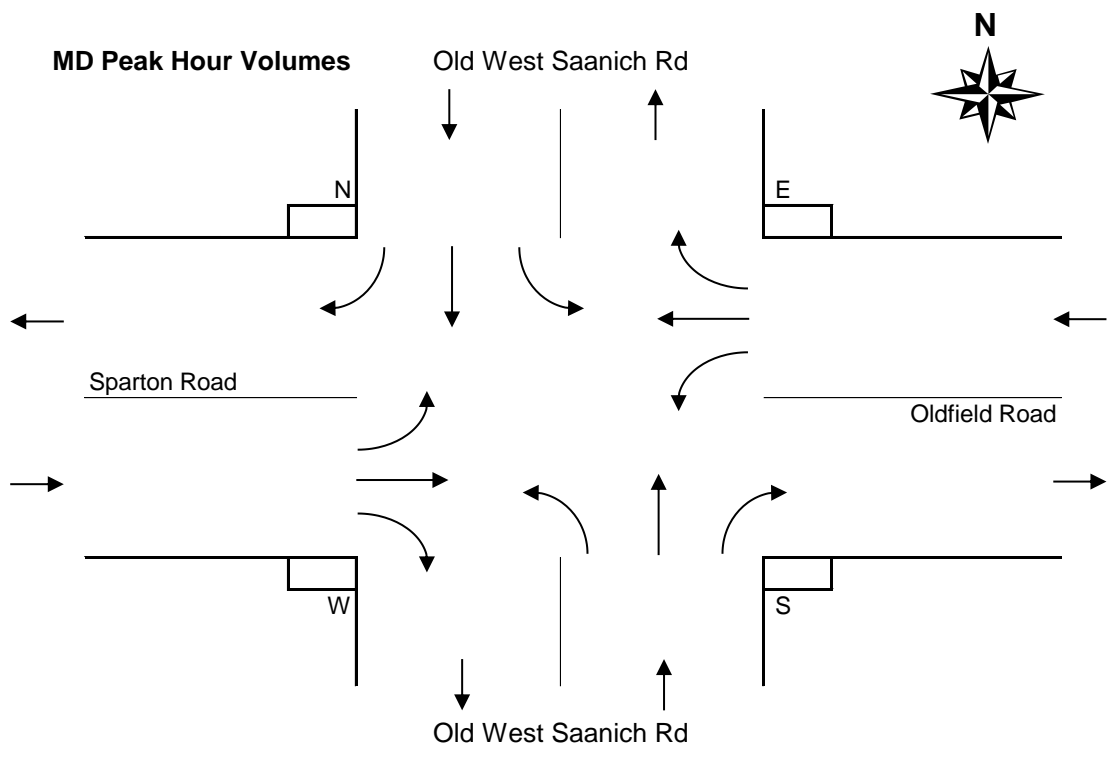 N
MD Peak Hour Volumes
Old West Saanich Rd
N
E
Sparton Road
Oldfield Road
W
S
Old West Saanich Rd